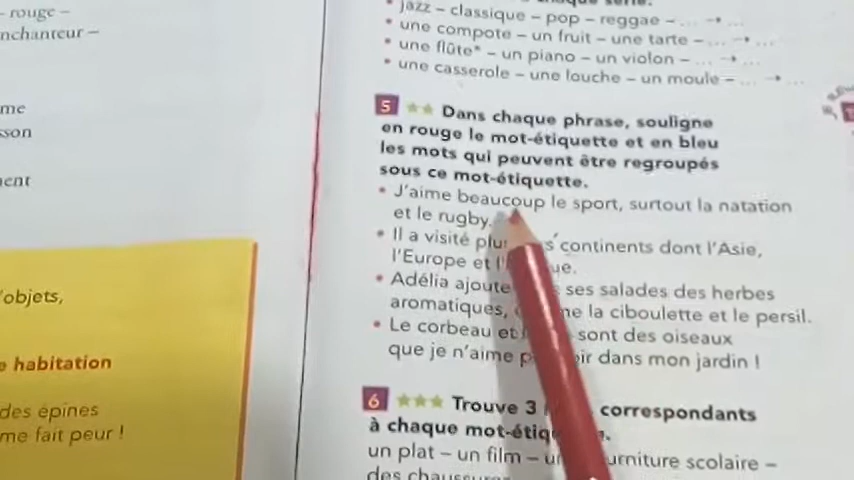 - rouge -
nchanteur -
me
sson
ent
'objets,
e habitation
des épines
me fait peur !
• jazz - classique - pop - reggae - ... → ...
• une compote - un fruit - une tarte - ... → ...
• une flûte* - un piano - un violon - ... → ...
• une casserole - une louche - un moule - ... → ...
5 ★★ Dans chaque phrase, souligne
en rouge le mot-étiquette et en bleu
les mots qui peuvent être regroupés
sous ce mot-étiquette.
• J'aime beaucoup le sport, surtout la natation
et le rugby.
• Il a visité plu s continents dont l'Asie,
l'Europe et l' ue.
• Adélia ajoute s ses salades des herbes
aromatiques, me la ciboulette et le persil.
• Le corbeau et sont des oiseaux
que je n'aime p ir dans mon jardin !
6 ★★★ Trouve 3 correspondants
à chaque mot-étiq
un plat - un film - u urniture scolaire -
des chaussures